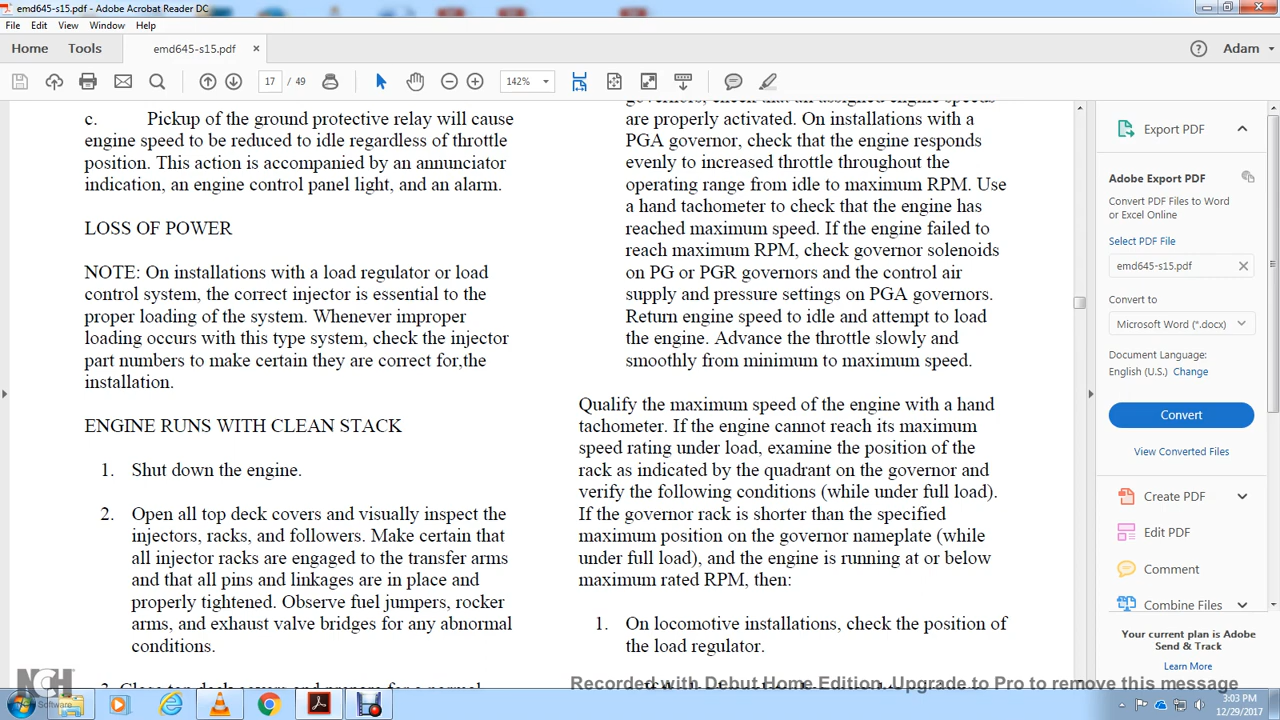 emd645-s15.pdf - Adobe Acrobat Reader DC
File Edit View Window Help
Home Tools emd645-s15.pdf × Adam
17 / 49 142%
c. Pickup of the ground protective relay will cause
engine speed to be reduced to idle regardless of throttle
position. This action is accompanied by an annunciator
indication, an engine control panel light, and an alarm.
LOSS OF POWER
NOTE: On installations with a load regulator or load
control system, the correct injector is essential to the
proper loading of the system. Whenever improper
loading occurs with this type system, check the injector
part numbers to make certain they are correct for,the
installation.
ENGINE RUNS WITH CLEAN STACK
1. Shut down the engine.
2. Open all top deck covers and visually inspect the
injectors, racks, and followers. Make certain that
all injector racks are engaged to the transfer arms
and that all pins and linkages are in place and
properly tightened. Observe fuel jumpers, rocker
arms, and exhaust valve bridges for any abnormal
conditions.
governors, check that all assigned engine speeds
are properly activated. On installations with a
PGA governor, check that the engine responds
evenly to increased throttle throughout the
operating range from idle to maximum RPM. Use
a hand tachometer to check that the engine has
reached maximum speed. If the engine failed to
reach maximum RPM, check governor solenoids
on PG or PGR governors and the control air
supply and pressure settings on PGA governors.
Return engine speed to idle and attempt to load
the engine. Advance the throttle slowly and
smoothly from minimum to maximum speed.
Qualify the maximum speed of the engine with a hand
tachometer. If the engine cannot reach its maximum
speed rating under load, examine the position of the
rack as indicated by the quadrant on the governor and
verify the following conditions (while under full load).
If the governor rack is shorter than the specified
maximum position on the governor nameplate (while
under full load), and the engine is running at or below
maximum rated RPM, then:
1. On locomotive installations, check the position of
the load regulator.
Export PDF
Adobe Export PDF
Convert PDF Files to Word
or Excel Online
Select PDF File
emd645-s15.pdf
Convert to
Microsoft Word (*.docx)
Document Language:
English (U.S.) Change
Convert
View Converted Files
Create PDF
Edit PDF
Comment
Combine Files
Your current plan is Adobe
Send & Track
Learn More
NCH
Software
Recorded with Debut Home Edition. Upgrade to Pro to remove this message
3:03 PM
12/29/2017